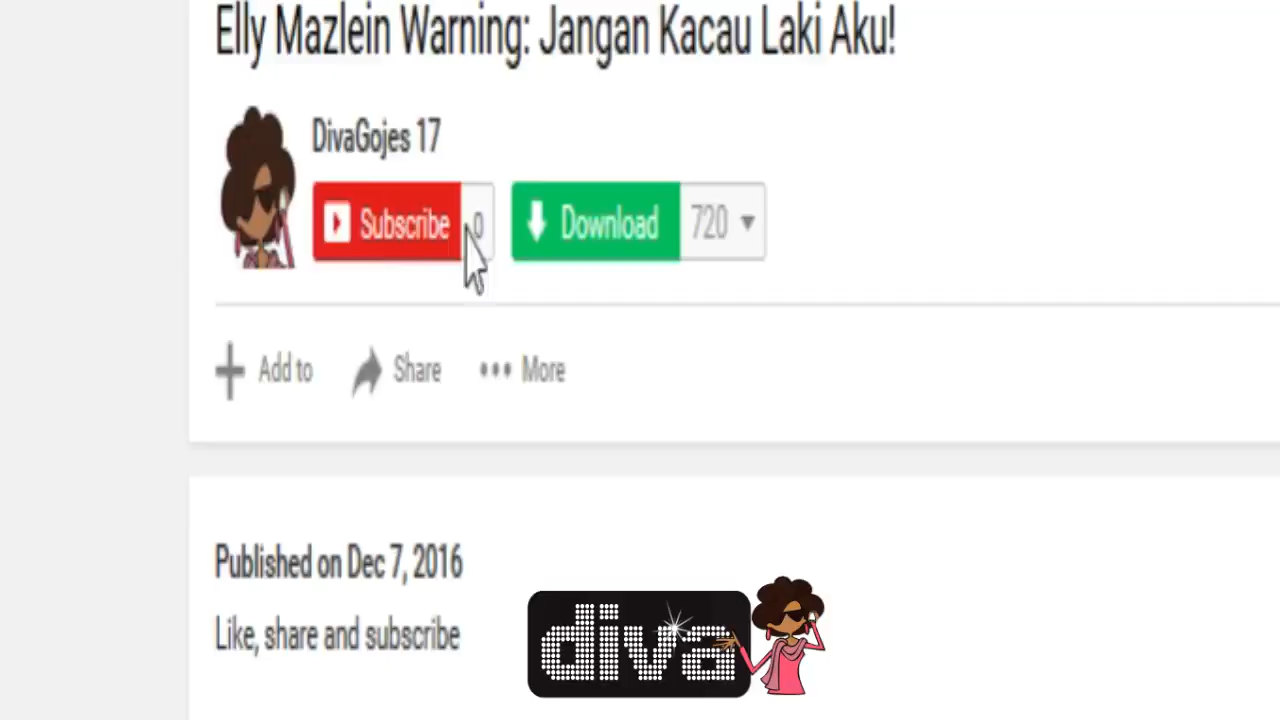 Elly Mazlein Warning: Jangan Kacau Laki Aku!
DivaGojes 17
Subscribe 0
Download 720
Add to Share More
Published on Dec 7, 2016
Like, share and subscribe
diva